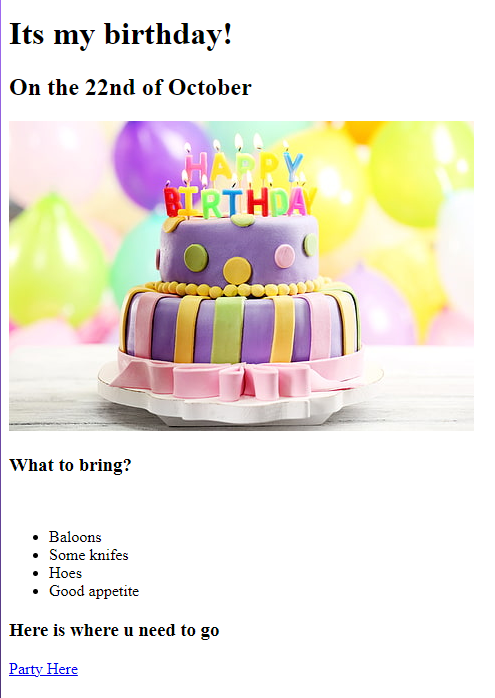 Its my birthday!
On the 22nd of October
HAPPY
BIRTHDAY
What to bring?
Baloons
Some knifes
Hoes
Good appetite
Here is where u need to go
Party Here